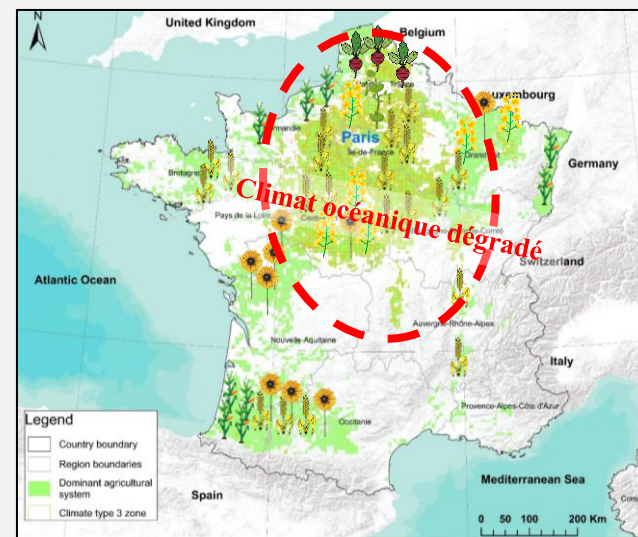 N
United Kingdom
Belgium
Luxembourg
Normandie
Paris
Île-de-France
Grand Est
Germany
Bretagne
Pays de la Loire
Climat océanique dégradé
Switzerland
Atlantic Ocean
Auvergne-Rhône-Alpes
Nouvelle-Aquitaine
Italy
Provence-Alpes-Côte d'Azur
Occitanie
Legend
Country boundary
Region boundaries
Dominant agricultural system
Climate type 3 zone
Spain
Mediterranean Sea
0 50 100 200 Km